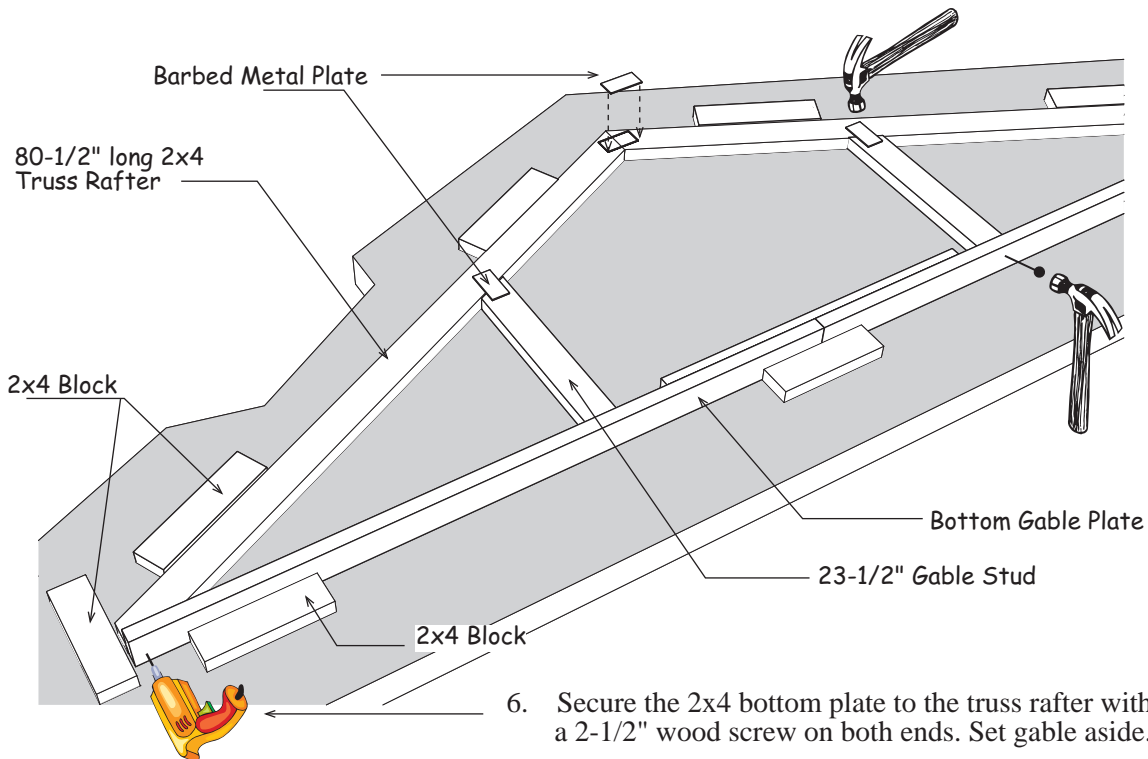 Barbed Metal Plate
80-1/2" long 2x4
Truss Rafter
2x4 Block
Bottom Gable Plate
23-1/2" Gable Stud
2x4 Block
6. Secure the 2x4 bottom plate to the truss rafter with
a 2-1/2" wood screw on both ends. Set gable aside.